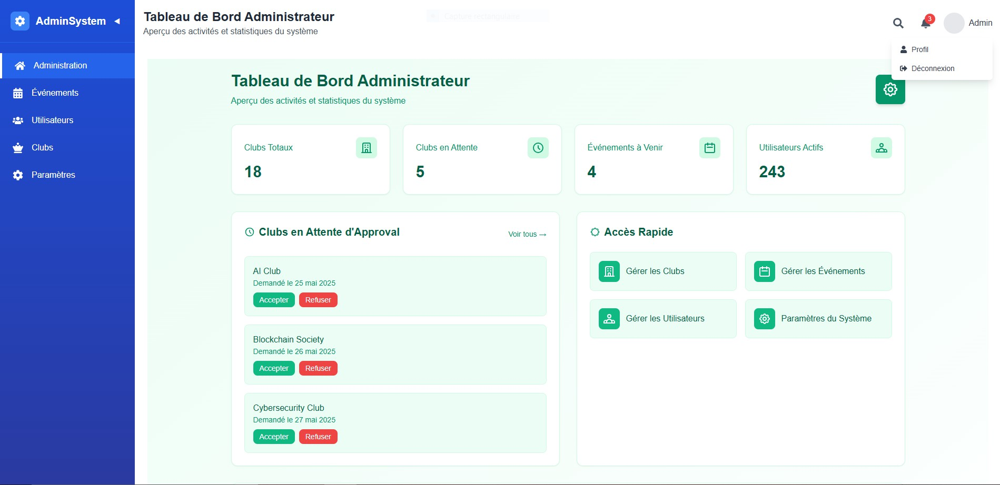 AdminSystem
Administration
Événements
Utilisateurs
Clubs
Paramètres
Tableau de Bord Administrateur
Aperçu des activités et statistiques du système
Capture rectangulaire
3
Admin
Profil
Déconnexion
Tableau de Bord Administrateur
Aperçu des activités et statistiques du système
Clubs Totaux
18
Clubs en Attente
5
Événements à Venir
4
Utilisateurs Actifs
243
Clubs en Attente d'Approval
Voir tous →
AI Club
Demandé le 25 mai 2025
Accepter Refuser
Blockchain Society
Demandé le 26 mai 2025
Accepter Refuser
Cybersecurity Club
Demandé le 27 mai 2025
Accepter Refuser
Accès Rapide
Gérer les Clubs
Gérer les Événements
Gérer les Utilisateurs
Paramètres du Système